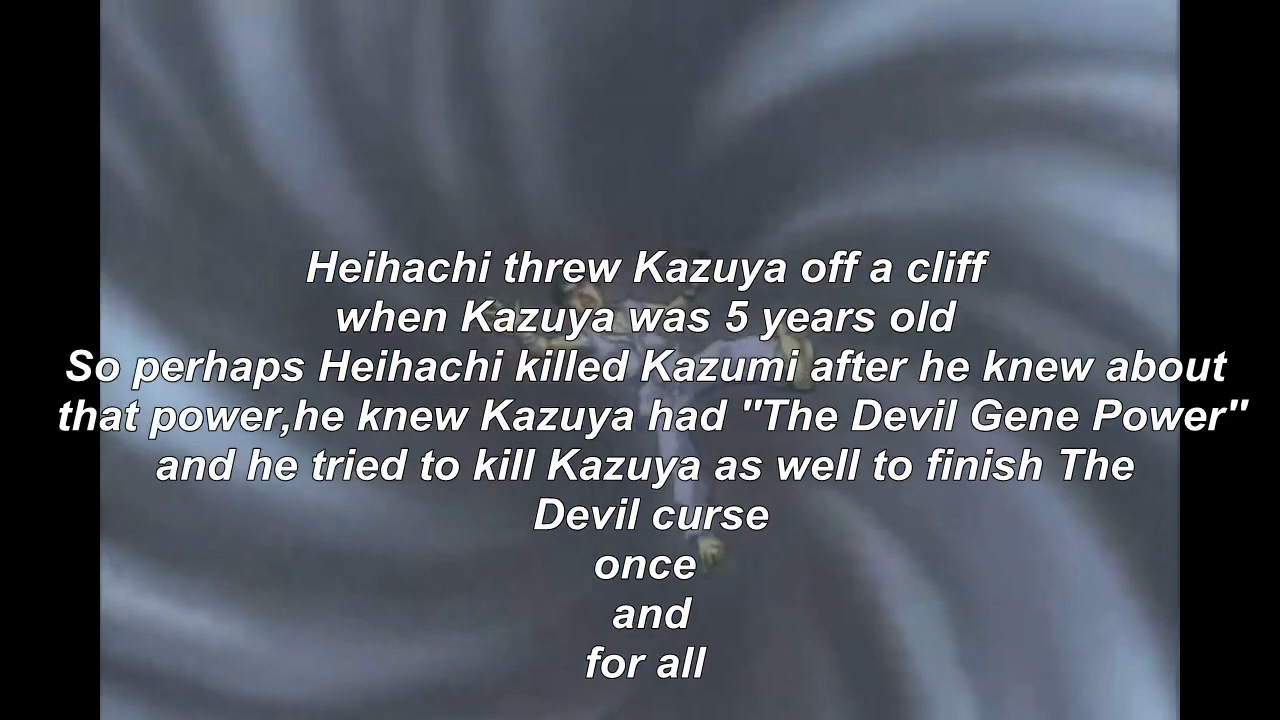 Heihachi threw Kazuya off a cliff
when Kazuya was 5 years old
So perhaps Heihachi killed Kazumi after he knew about
that power,he knew Kazuya had "The Devil Gene Power"
and he tried to kill Kazuya as well to finish The
Devil curse
once
and
for all